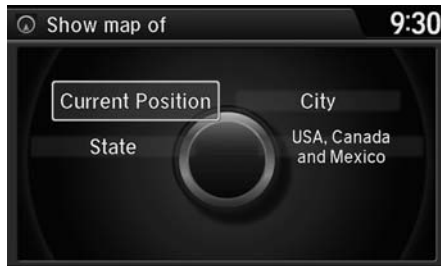 Show map of
9:30
Current Position
City
State
USA, Canada
and Mexico